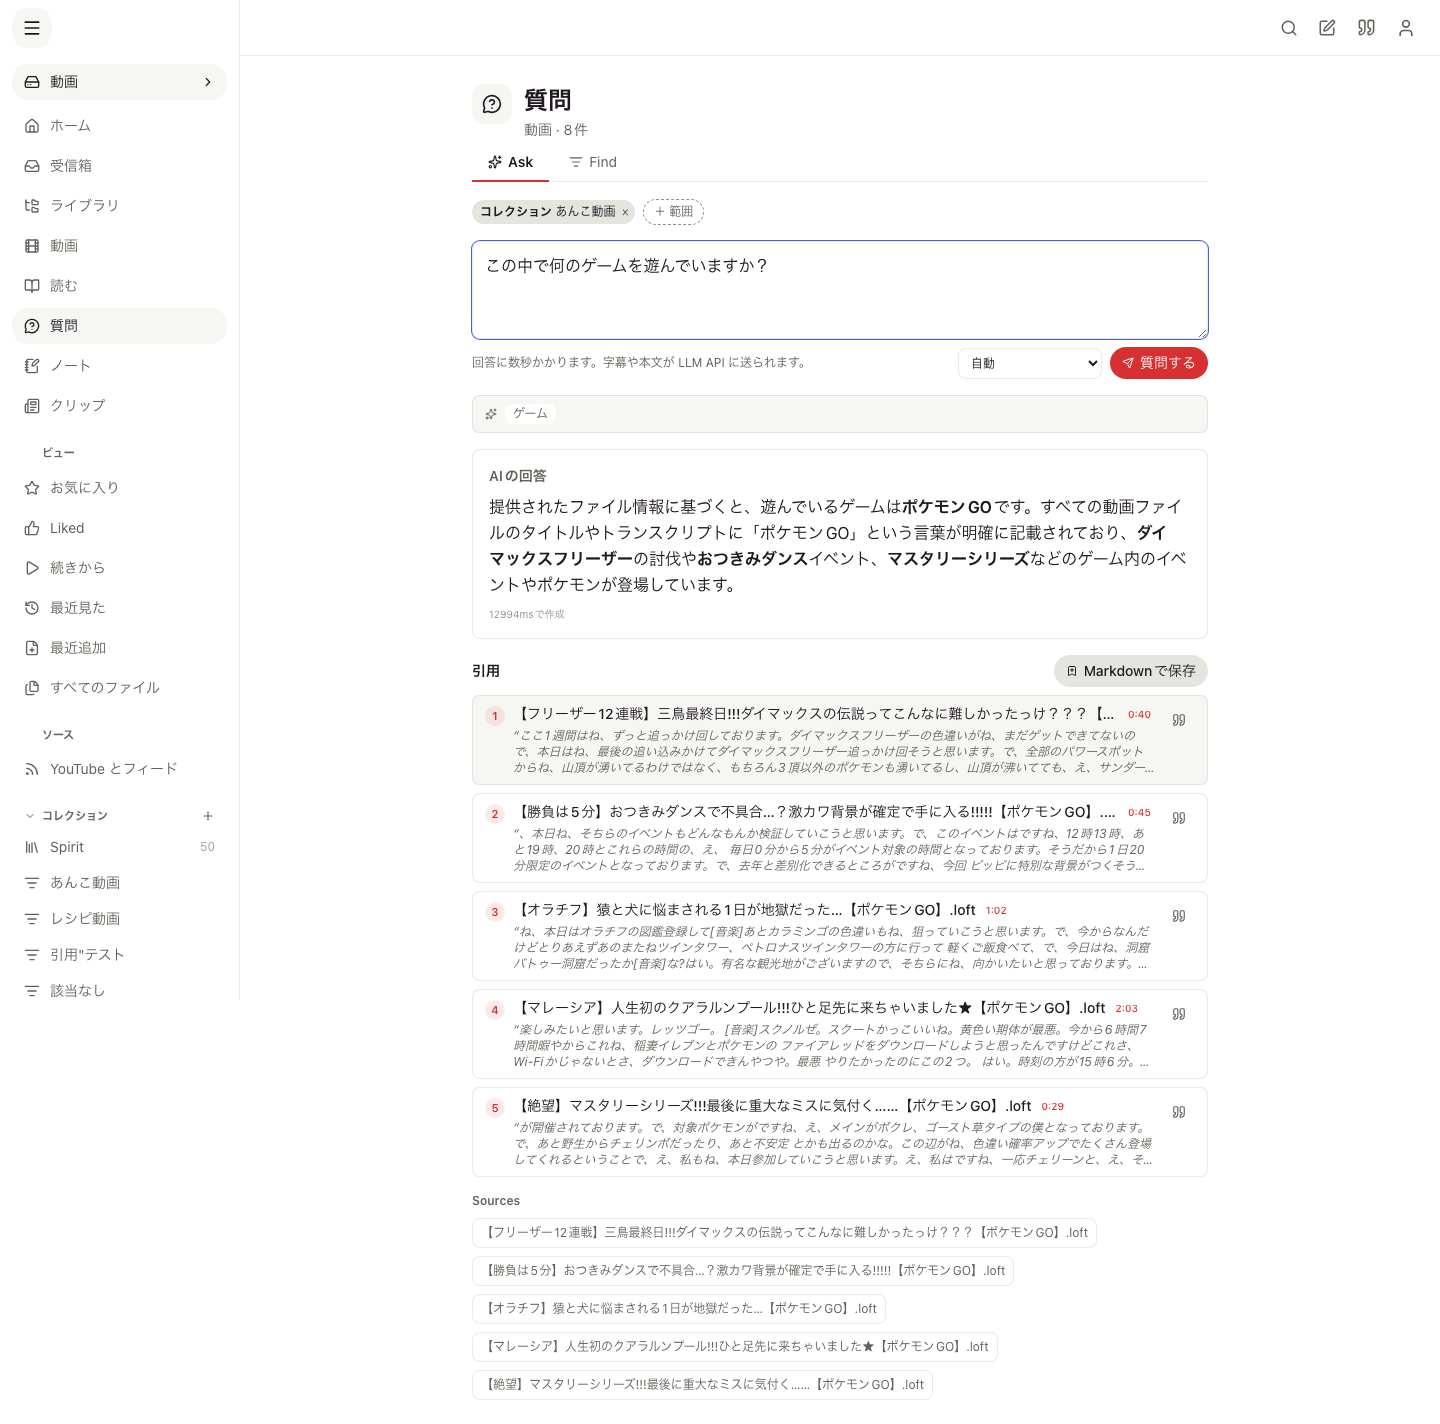 動画
ホーム
受信箱
ライブラリ
動画
読む
質問
ノート
クリップ
ビュー
お気に入り
Liked
続きから
最近見た
最近追加
すべてのファイル
ソース
YouTube とフィード
コレクション
Spirit 50
あんこ動画
レシピ動画
引用"テスト
該当なし
質問
動画 · 8件
Ask Find
コレクション あんこ動画 × + 範囲
この中で何のゲームを遊んでいますか？
回答に数秒かかります。字幕や本文が LLM API に送られます。
自動 質問する
ゲーム
AIの回答
提供されたファイル情報に基づくと、遊んでいるゲームはポケモンGOです。すべての動画ファイ
ルのタイトルやトランスクリプトに「ポケモンGO」という言葉が明確に記載されており、ダイ
マックスフリーザーの討伐やおつきみダンスイベント、マスタリーシリーズなどのゲーム内のイベ
ントやポケモンが登場しています。
12994msで作成
引用 Markdownで保存
1 【フリーザー12連戦】三鳥最終日!!!ダイマックスの伝説ってこんなに難しかったっけ？？？【... 0:40
“ここ1週間はね、ずっと追っかけ回しております。ダイマックスフリーザーの色違いがね、まだゲットできてないの
で、本日はね、最後の追い込みかけてダイマックスフリーザー追っかけ回そうと思います。で、全部のパワースポット
からね、山頂が湧いてるわけではなく、もちろん3頂以外のポケモンも湧いてるし、山頂が沸いてても、え、サンダー...
2 【勝負は5分】おつきみダンスで不具合...？激カワ背景が確定で手に入る!!!!!【ポケモンGO】.... 0:45
“、本日ね、そちらのイベントもどんなもんか検証していこうと思います。で、このイベントはですね、12時13時、あ
と19時、20時とこれらの時間の、え、 毎日0分から5分がイベント対象の時間となっております。そうだから1日20
分限定のイベントとなっております。で、去年と差別化できるところがですね、今回 ピッピに特別な背景がつくそう...
3 【オラチフ】猿と犬に悩まされる1日が地獄だった...【ポケモンGO】.loft 1:02
“ね、本日はオラチフの図鑑登録して[音楽]あとカラミンゴの色違いもね、狙っていこうと思います。で、今からなんだ
けどとりあえずあのまたねツインタワー、ペトロナスツインタワーの方に行って 軽くご飯食べて、で、今日はね、洞窟
バトゥー洞窟だったか[音楽]な?はい。有名な観光地がございますので、そちらにね、向かいたいと思っております。...
4 【マレーシア】人生初のクアラルンプール!!!ひと足先に来ちゃいました★【ポケモンGO】.loft 2:03
“楽しみたいと思います。レッツゴー。 [音楽]スクノルゼ。スクートかっこいいね。黄色い期体が最悪。今から6時間7
時間暇やからこれね、稲妻イレブンとポケモンの ファイアレッドをダウンロードしようと思ったんですけどこれさ、
Wi-Fiかじゃないとさ、ダウンロードできんやつや。最悪 やりたかったのにこの2つ。 はい。時刻の方が15時6分。...
5 【絶望】マスタリーシリーズ!!!最後に重大なミスに気付く……【ポケモンGO】.loft 0:29
“が開催されております。で、対象ポケモンがですね、え、メインがボクレ、ゴースト草タイプの僕となっております。
で、あと野生からチェリンボだったり、あと不安定 とかも出るのかな。この辺がね、色違い確率アップでたくさん登場
してくれるということで、え、私もね、本日参加していこうと思います。え、私はですね、一応チェリーンと、え、そ...
Sources
【フリーザー12連戦】三鳥最終日!!!ダイマックスの伝説ってこんなに難しかったっけ？？？【ポケモンGO】.loft
【勝負は5分】おつきみダンスで不具合...？激カワ背景が確定で手に入る!!!!!【ポケモンGO】.loft
【オラチフ】猿と犬に悩まされる1日が地獄だった...【ポケモンGO】.loft
【マレーシア】人生初のクアラルンプール!!!ひと足先に来ちゃいました★【ポケモンGO】.loft
【絶望】マスタリーシリーズ!!!最後に重大なミスに気付く……【ポケモンGO】.loft